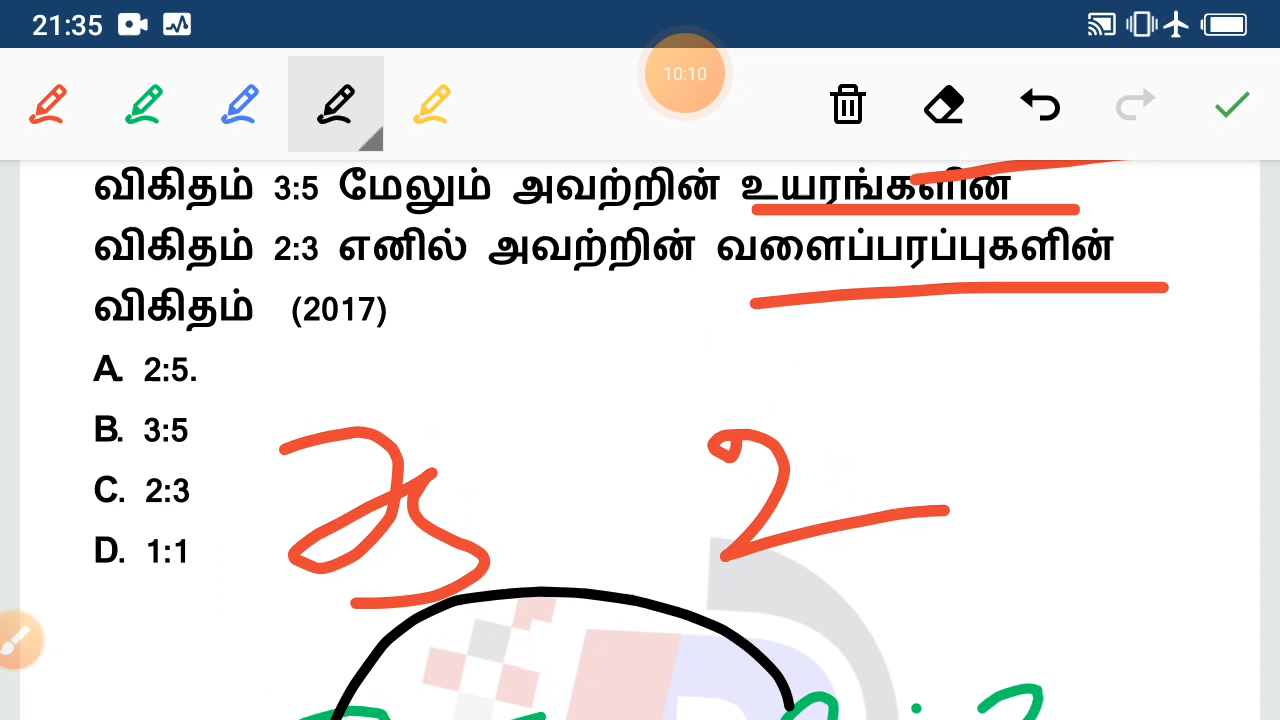 21:35
10:10
விகிதம் 3:5 மேலும் அவற்றின் உயரங்களின்
விகிதம் 2:3 எனில் அவற்றின் வளைப்பரப்புகளின்
விகிதம் (2017)
A. 2:5.
B. 3:5
C. 2:3
D. 1:1
2